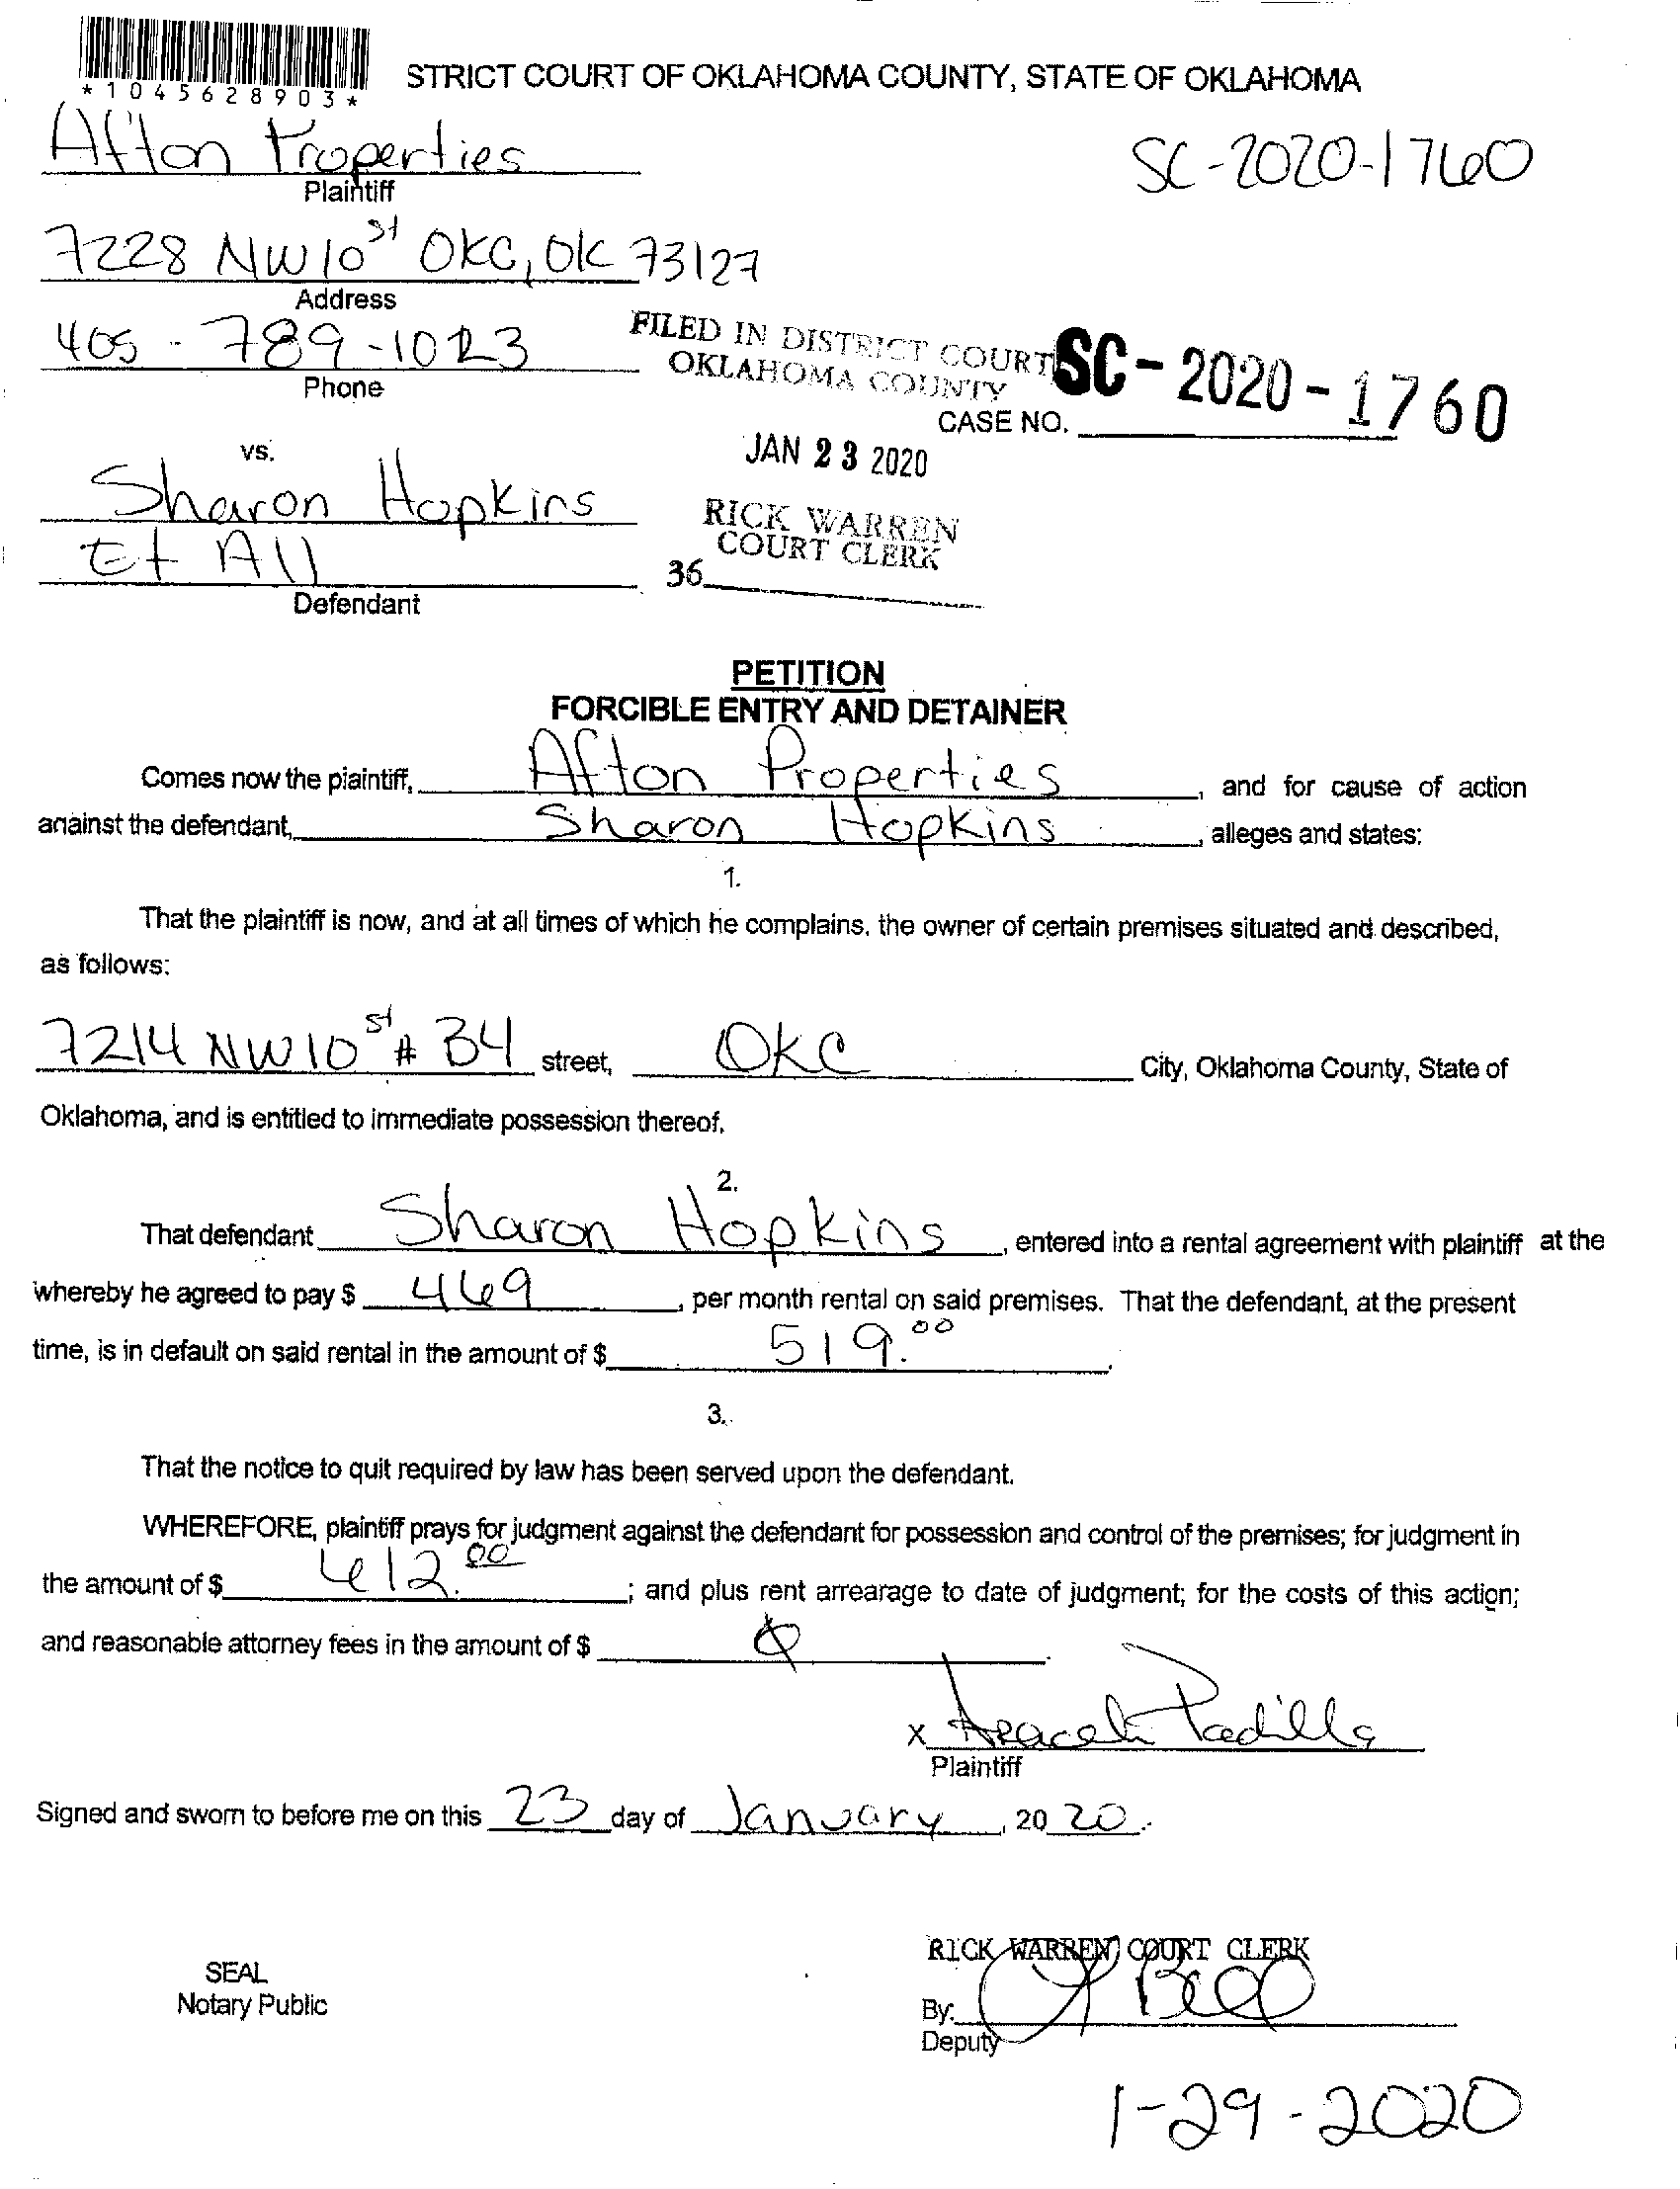 *1045628903*
STRICT COURT OF OKLAHOMA COUNTY, STATE OF OKLAHOMA
Afton Properties
Plaintiff
SC-2020-1760
7228 NW 10 st OKC, OK 73127
Address
405-789-1023
Phone
FILED IN DISTRICT COURT
OKLAHOMA COUNTY
SC-2020-1760
CASE NO.
JAN 23 2020
vs.
Sharon Hopkins
Et All
Defendant
RICK WARREN
COURT CLERK
36
PETITION
FORCIBLE ENTRY AND DETAINER
Comes now the plaintiff, Afton Properties, and for cause of action
against the defendant, Sharon Hopkins, alleges and states:
1.
That the plaintiff is now, and at all times of which he complains, the owner of certain premises situated and described,
as follows:
7214 NW 10 st # B4 street, OKC City, Oklahoma County, State of
Oklahoma, and is entitled to immediate possession thereof.
2.
That defendant Sharon Hopkins, entered into a rental agreement with plaintiff at the
whereby he agreed to pay $ 469, per month rental on said premises. That the defendant, at the present
time, is in default on said rental in the amount of $ 519.00.
3.
That the notice to quit required by law has been served upon the defendant.
WHEREFORE, plaintiff prays for judgment against the defendant for possession and control of the premises; for judgment in
the amount of $ 612.00; and plus rent arrearage to date of judgment; for the costs of this action;
and reasonable attorney fees in the amount of $ ϕ.
x Araceli Padilla
Plaintiff
Signed and sworn to before me on this 23 day of January, 20 20.
RICK WARREN COURT CLERK
SEAL
Notary Public
By:
Deputy
1-29-2020